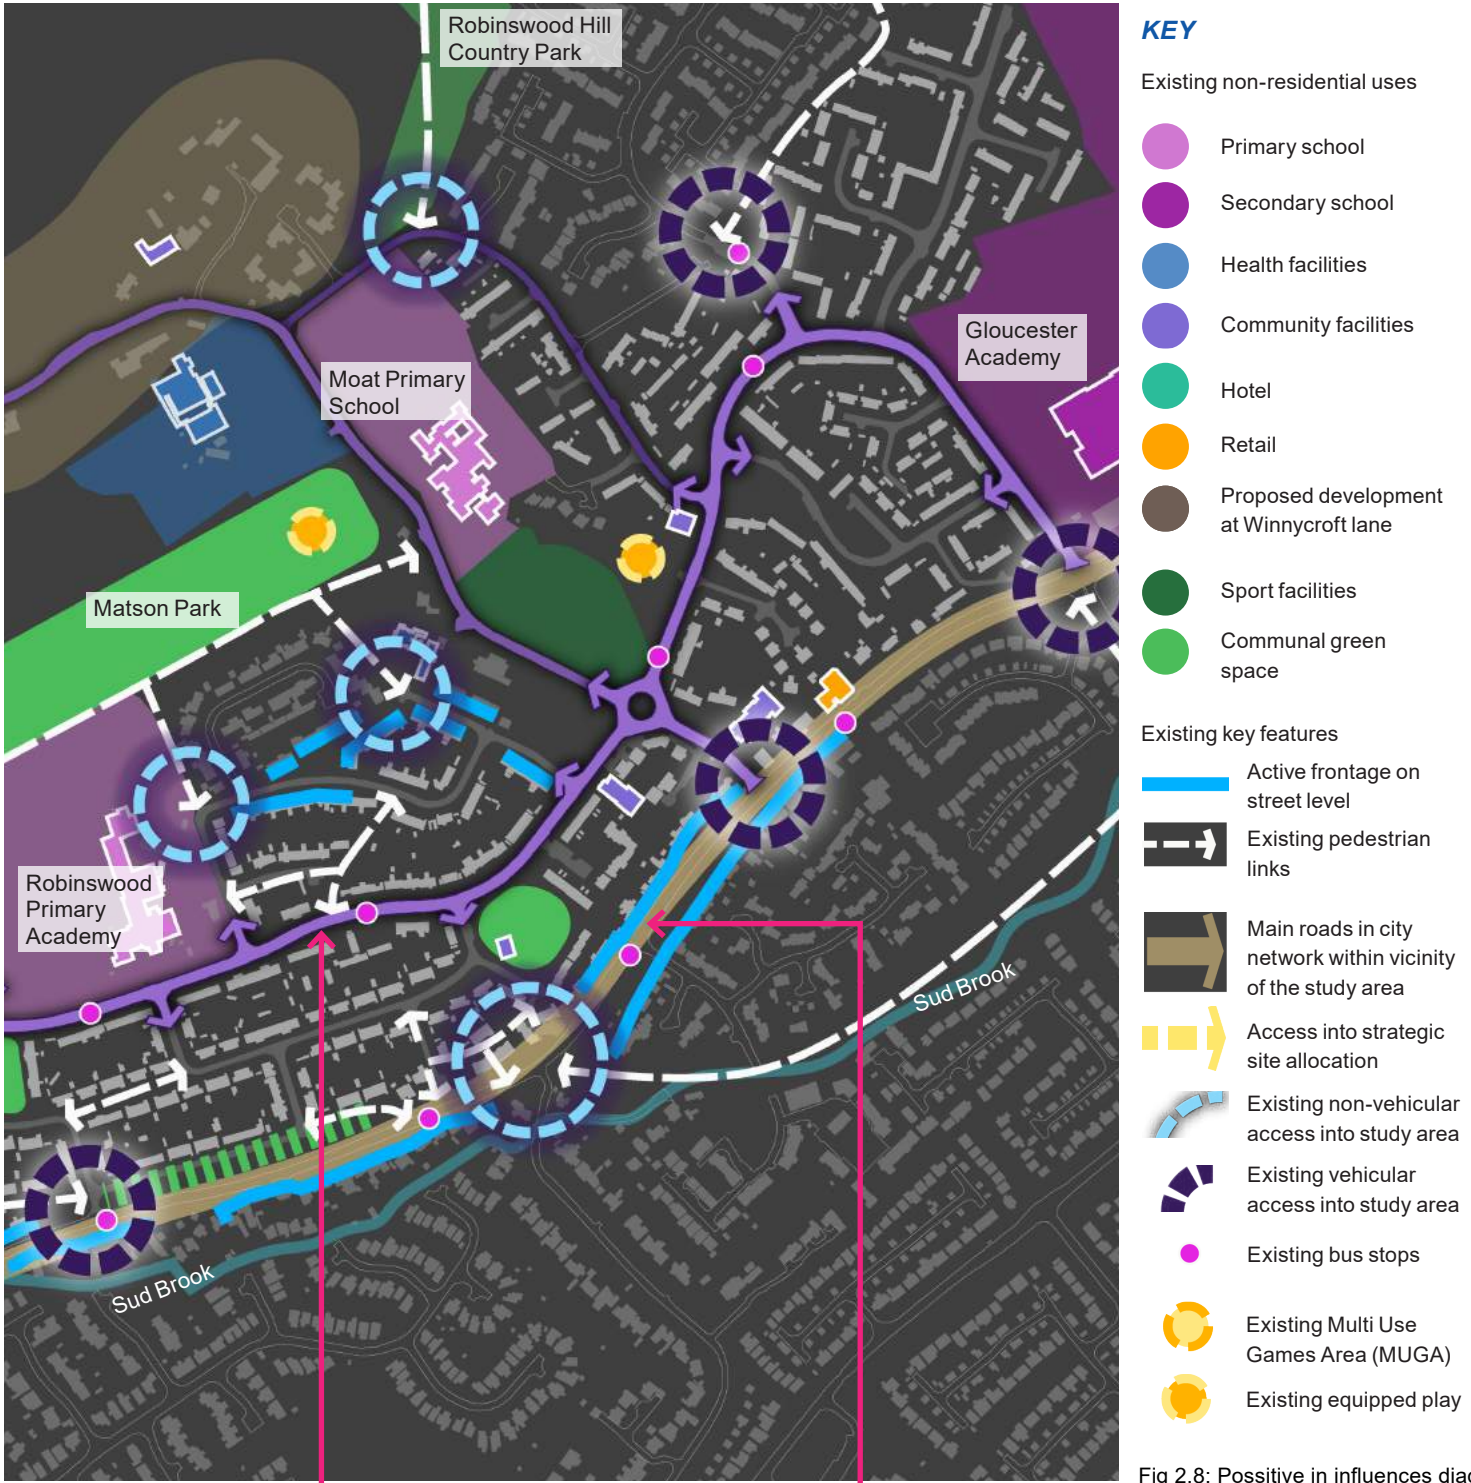 Robinswood Hill
Country Park
Gloucester
Academy
Moat Primary
School
Matson Park
Robinswood
Primary
Academy
Sud Brook
Sud Brook
KEY
Existing non-residential uses
Primary school
Secondary school
Health facilities
Community facilities
Hotel
Retail
Proposed development
at Winnycroft lane
Sport facilities
Communal green
space
Existing key features
Active frontage on
street level
Existing pedestrian
links
Main roads in city
network within vicinity
of the study area
Access into strategic
site allocation
Existing non-vehicular
access into study area
Existing vehicular
access into study area
Existing bus stops
Existing Multi Use
Games Area (MUGA)
Existing equipped play
Fig 2.8: Possitive in influences